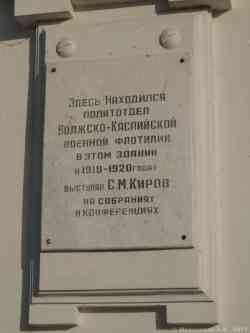 Здесь Находился
политотдел
Волжско-Каспийской
военной флотилии
в этом здании
в 1919-1920 годах
выступал С.М.Киров
на собраниях
и конференциях